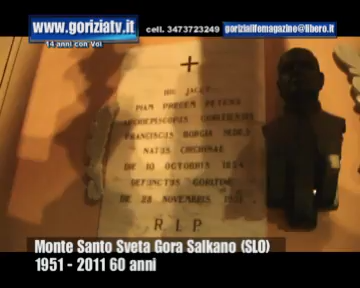 www.goriziatv.it
cell. 3473723249
gorizialifemagazine@libero.it
14 anni con Voi
HIC JACET
PIAM PRECEM PETENS
ARCHIEPISCOPUS GORITIENSIS
FRANCISCUS BORGIA SEDEJ
NATUS CIRCHINAE
DIE 10 OCTOBRIS 1854
DEFUNCTUS GORITIAE
DIE 28 NOVEMBRIS 1931
R. I. P
Monte Santo Sveta Gora Salkano (SLO)
1951 - 2011 60 anni